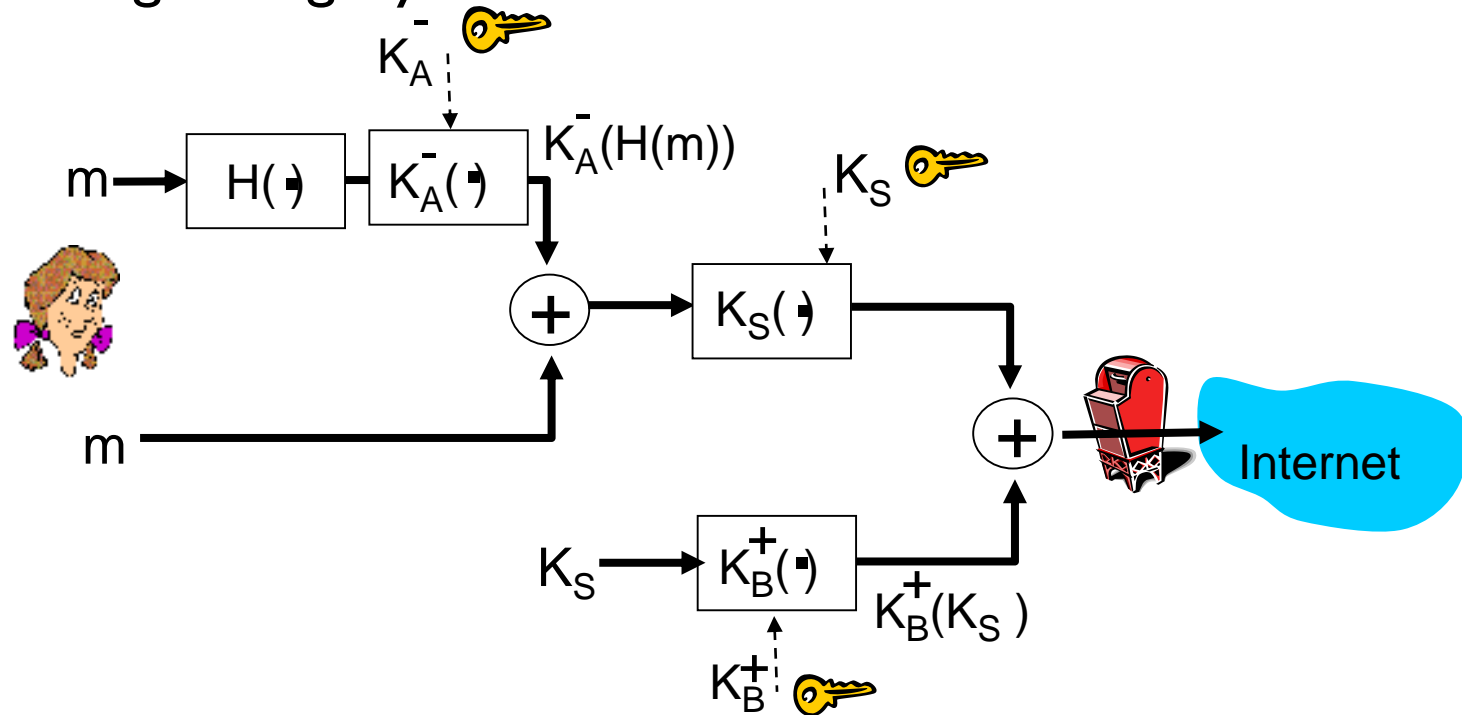 K_A^-
m
H(·)
K_A^-(·)
K_A^-(H(m))
K_S
+
K_S(·)
m
+
Internet
K_S
K_B^+(·)
K_B^+(K_S )
K_B^+